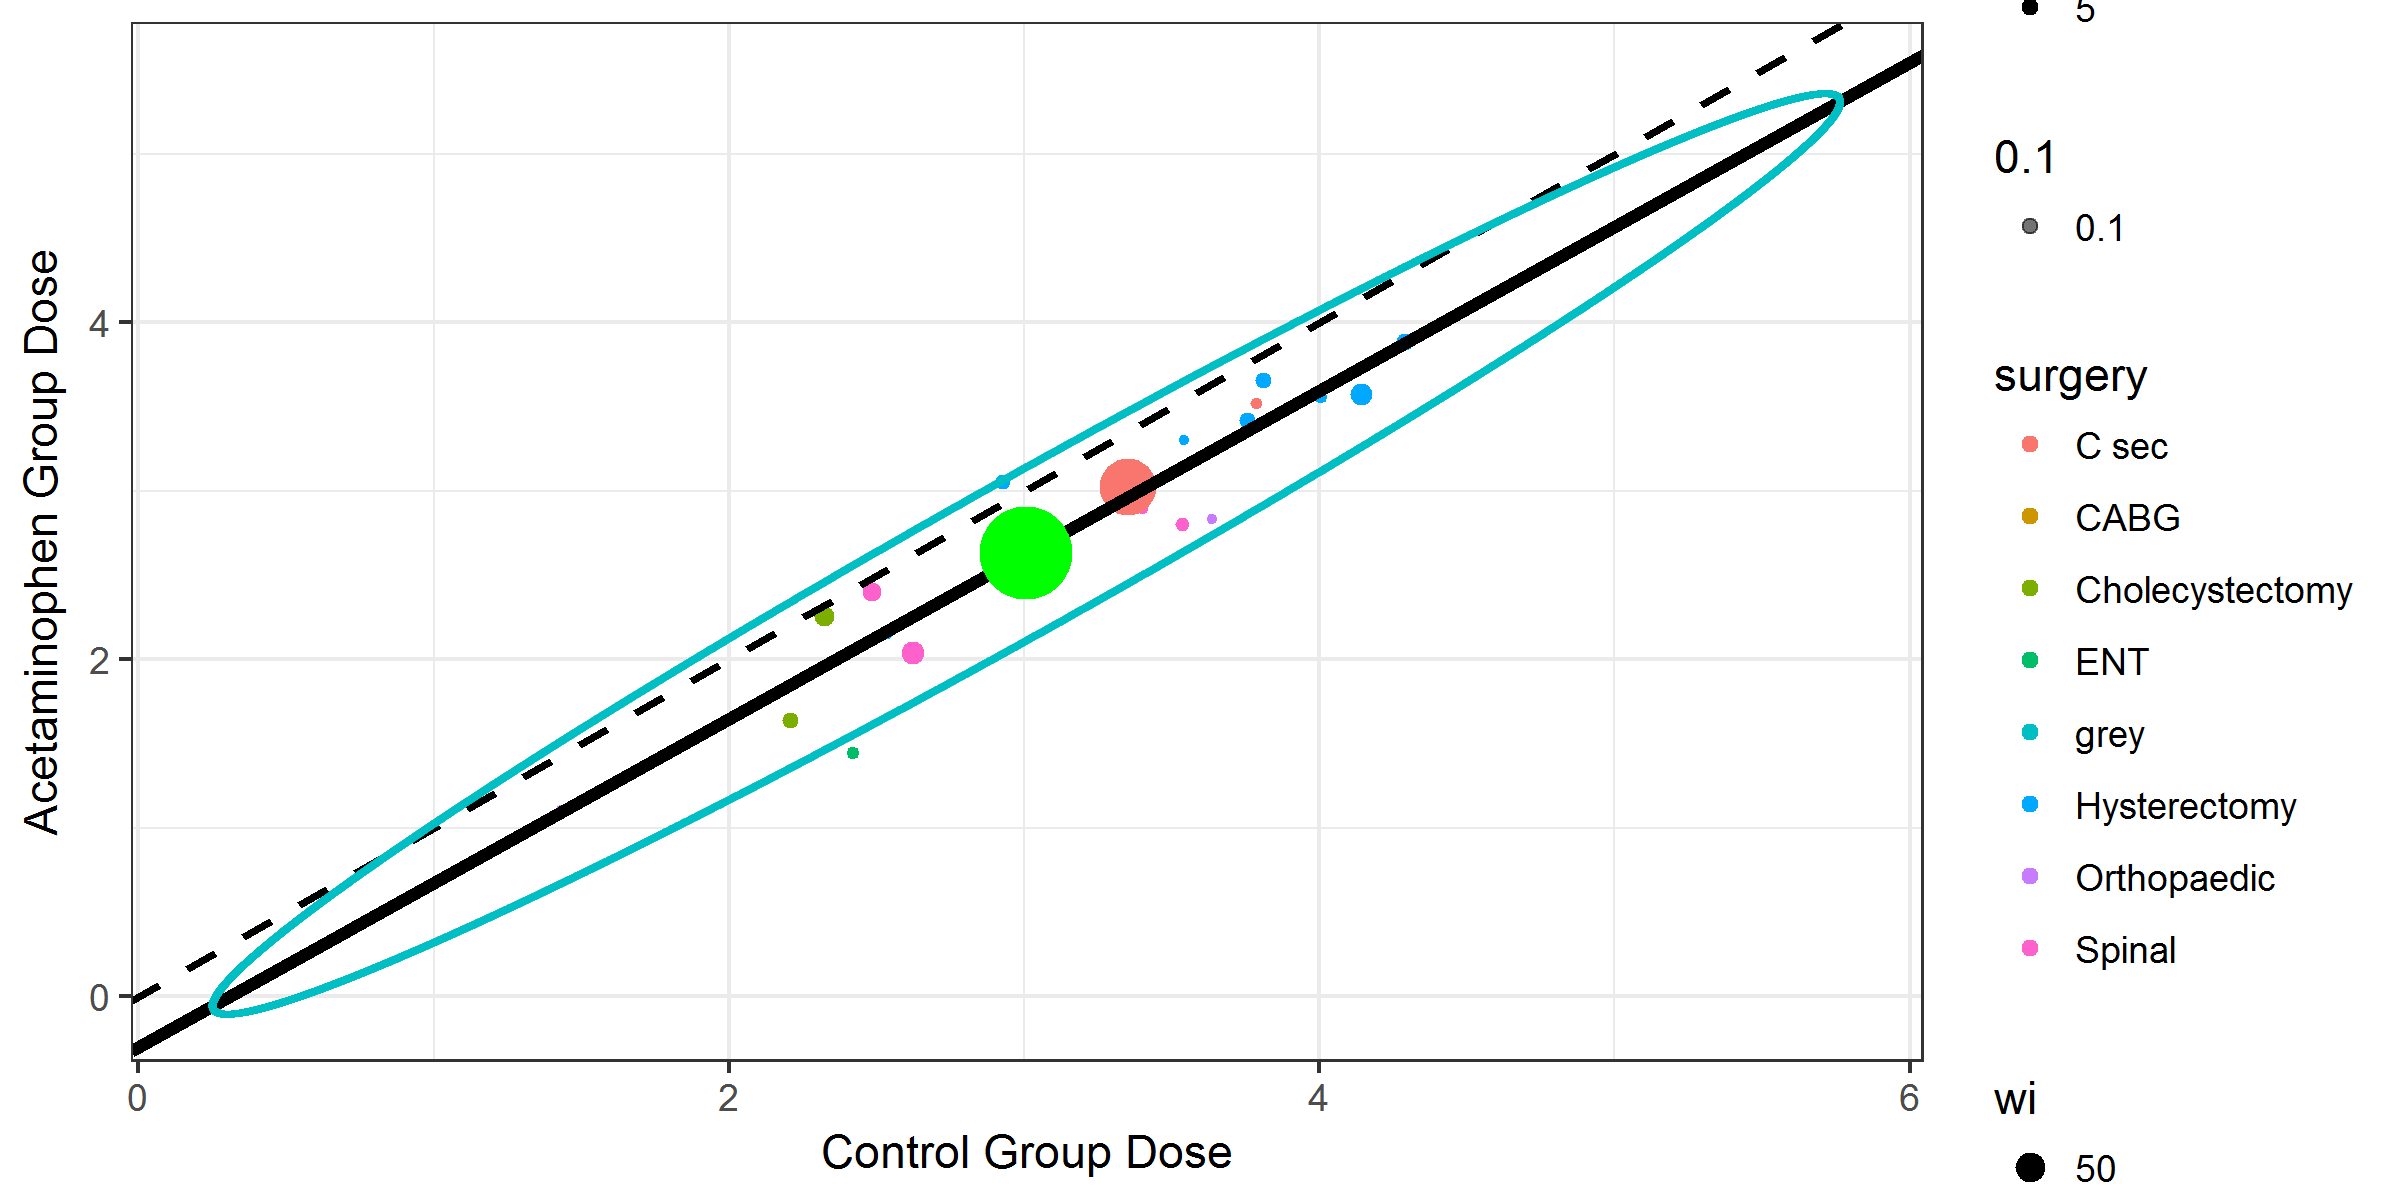 5
0.1
0.1
surgery
C sec
CABG
Cholecystectomy
ENT
grey
Hysterectomy
Orthopaedic
Spinal
wi
50
Acetaminophen Group Dose
4
2
0
0 2 4 6
Control Group Dose